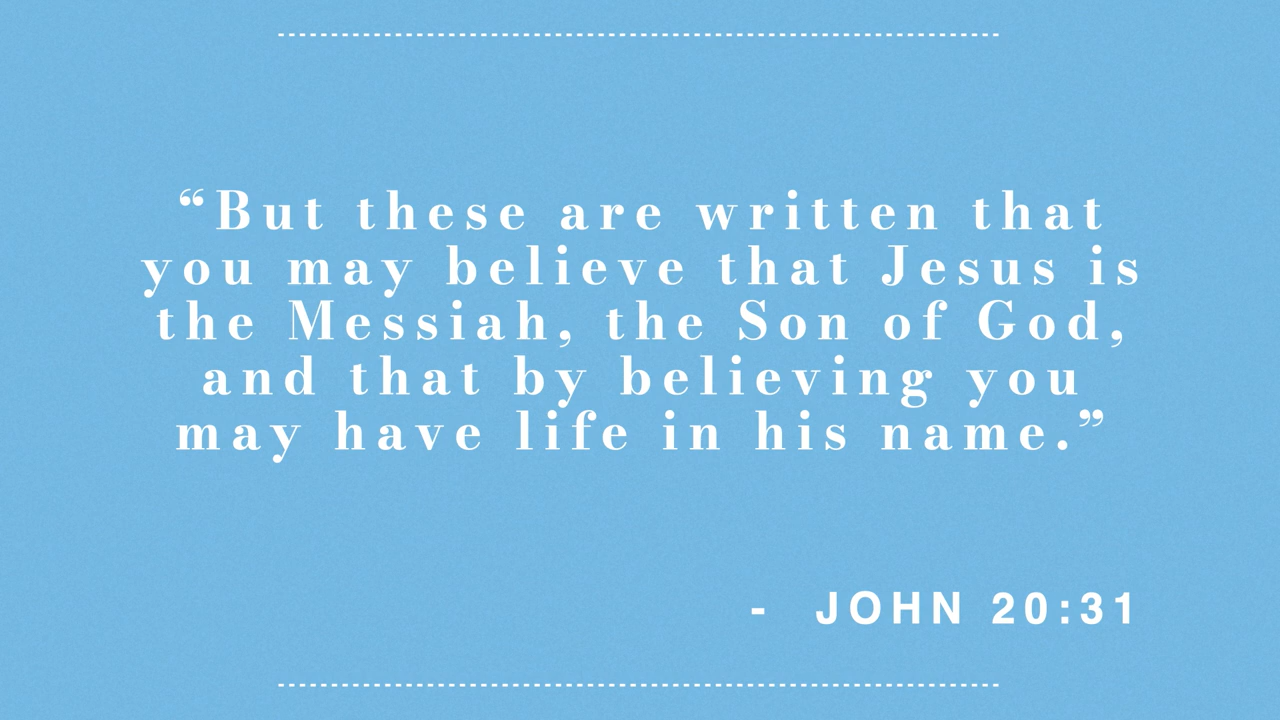 “But these are written that
you may believe that Jesus is
the Messiah, the Son of God,
and that by believing you
may have life in his name.”
- JOHN 20:31